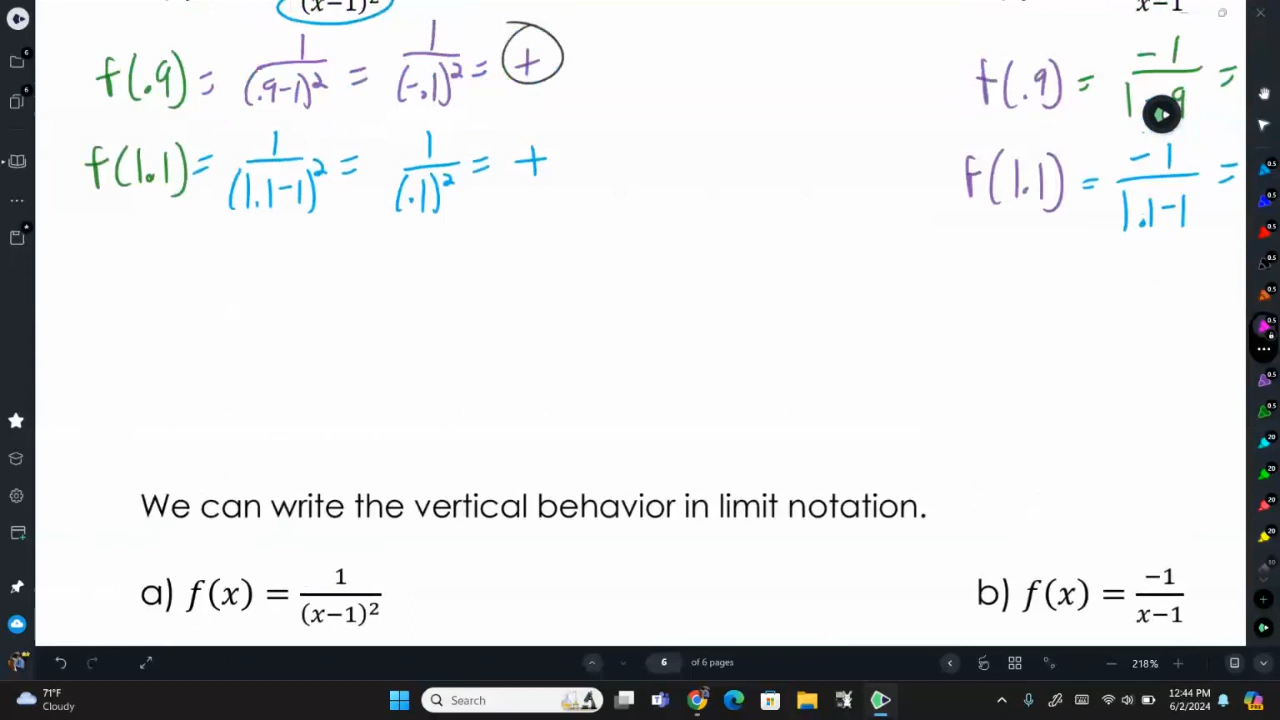 (x−1)²
x−1
f(.9) = 1/(.9-1)² = 1/(-.1)² = +
f(.9) = -1/ =
f(1.1) = 1/(1.1-1)² = 1/(.1)² = +
f(1.1) = -1/1.1-1 =
We can write the vertical behavior in limit notation.
a) f(x) = 1/(x−1)²
b) f(x) = −1/x−1
6 of 6 pages
218%
71°F
Cloudy
Search
12:44 PM
6/2/2024